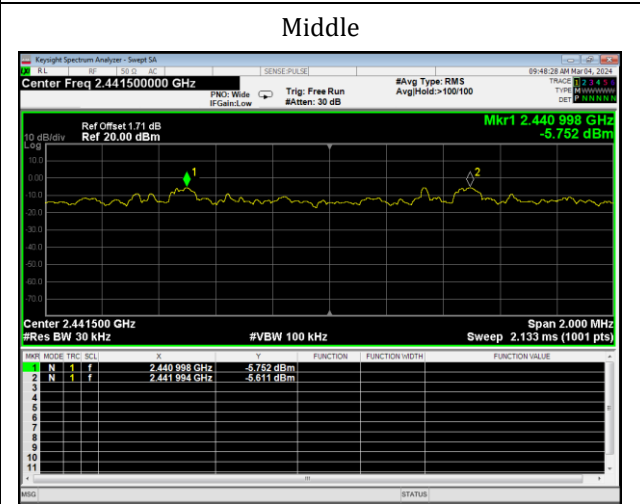 Middle
Keysight Spectrum Analyzer - Swept SA
RL RF 50 Ω AC SENSE:PULSE 09:48:28 AM Mar 04, 2024
Center Freq 2.441500000 GHz
PNO: Wide
IFGain:Low
Trig: Free Run
#Atten: 30 dB
#Avg Type: RMS
Avg|Hold:>100/100
TRACE 1 2 3 4 5 6
TYPE M W W W W W
DET P N N N N N
Ref Offset 1.71 dB
10 dB/div Ref 20.00 dBm
Mkr1 2.440 998 GHz
-5.752 dBm
Log
10.0
0.00
-10.0
-20.0
-30.0
-40.0
-50.0
-60.0
-70.0
1
2
Center 2.441500 GHz Span 2.000 MHz
#Res BW 30 kHz #VBW 100 kHz Sweep 2.133 ms (1001 pts)
MKR MODE TRC SCL X Y FUNCTION FUNCTION WIDTH FUNCTION VALUE
1 N 1 f 2.440 998 GHz -5.752 dBm
2 N 1 f 2.441 994 GHz -5.611 dBm
3
4
5
6
7
8
9
10
11
MSG STATUS